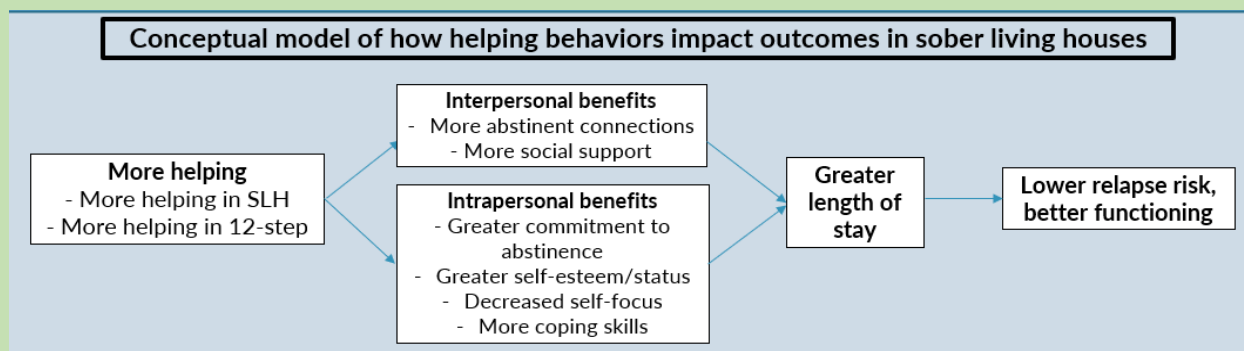 Conceptual model of how helping behaviors impact outcomes in sober living houses
More helping
- More helping in SLH
- More helping in 12-step
Interpersonal benefits
- More abstinent connections
- More social support
Intrapersonal benefits
- Greater commitment to
abstinence
- Greater self-esteem/status
- Decreased self-focus
- More coping skills
Greater
length of
stay
Lower relapse risk,
better functioning